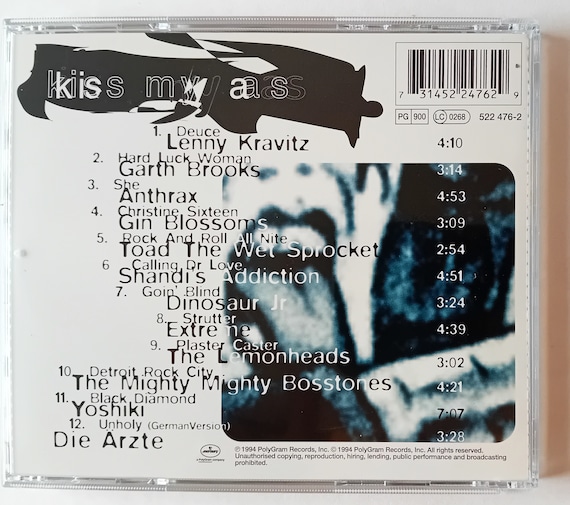 kiss my ass
7 31452 24762 9
PG 900 LC 0268 522 476-2
1. Deuce
Lenny Kravitz 4:10
2. Hard Luck Woman
Garth Brooks 3:14
3. She
Anthrax 4:53
4. Christine Sixteen
Gin Blossoms 3:09
5. Rock And Roll All Nite
Toad The Wet Sprocket 2:54
6. Calling Dr Love
Shandi's Addiction 4:51
7. Goin' Blind
Dinosaur Jr 3:24
8. Strutter
Extreme 4:39
9. Plaster Caster
The Lemonheads 3:02
10. Detroit Rock City
The Mighty Mighty Bosstones 4:21
11. Black Diamond
Yoshiki 7:07
12. Unholy (GermanVersion)
Die Ärzte 3:28
℗ 1994 PolyGram Records, Inc. © 1994 PolyGram Records, Inc. All rights reserved.
Unauthorised copying, reproduction, hiring, lending, public performance and broadcasting
prohibited.